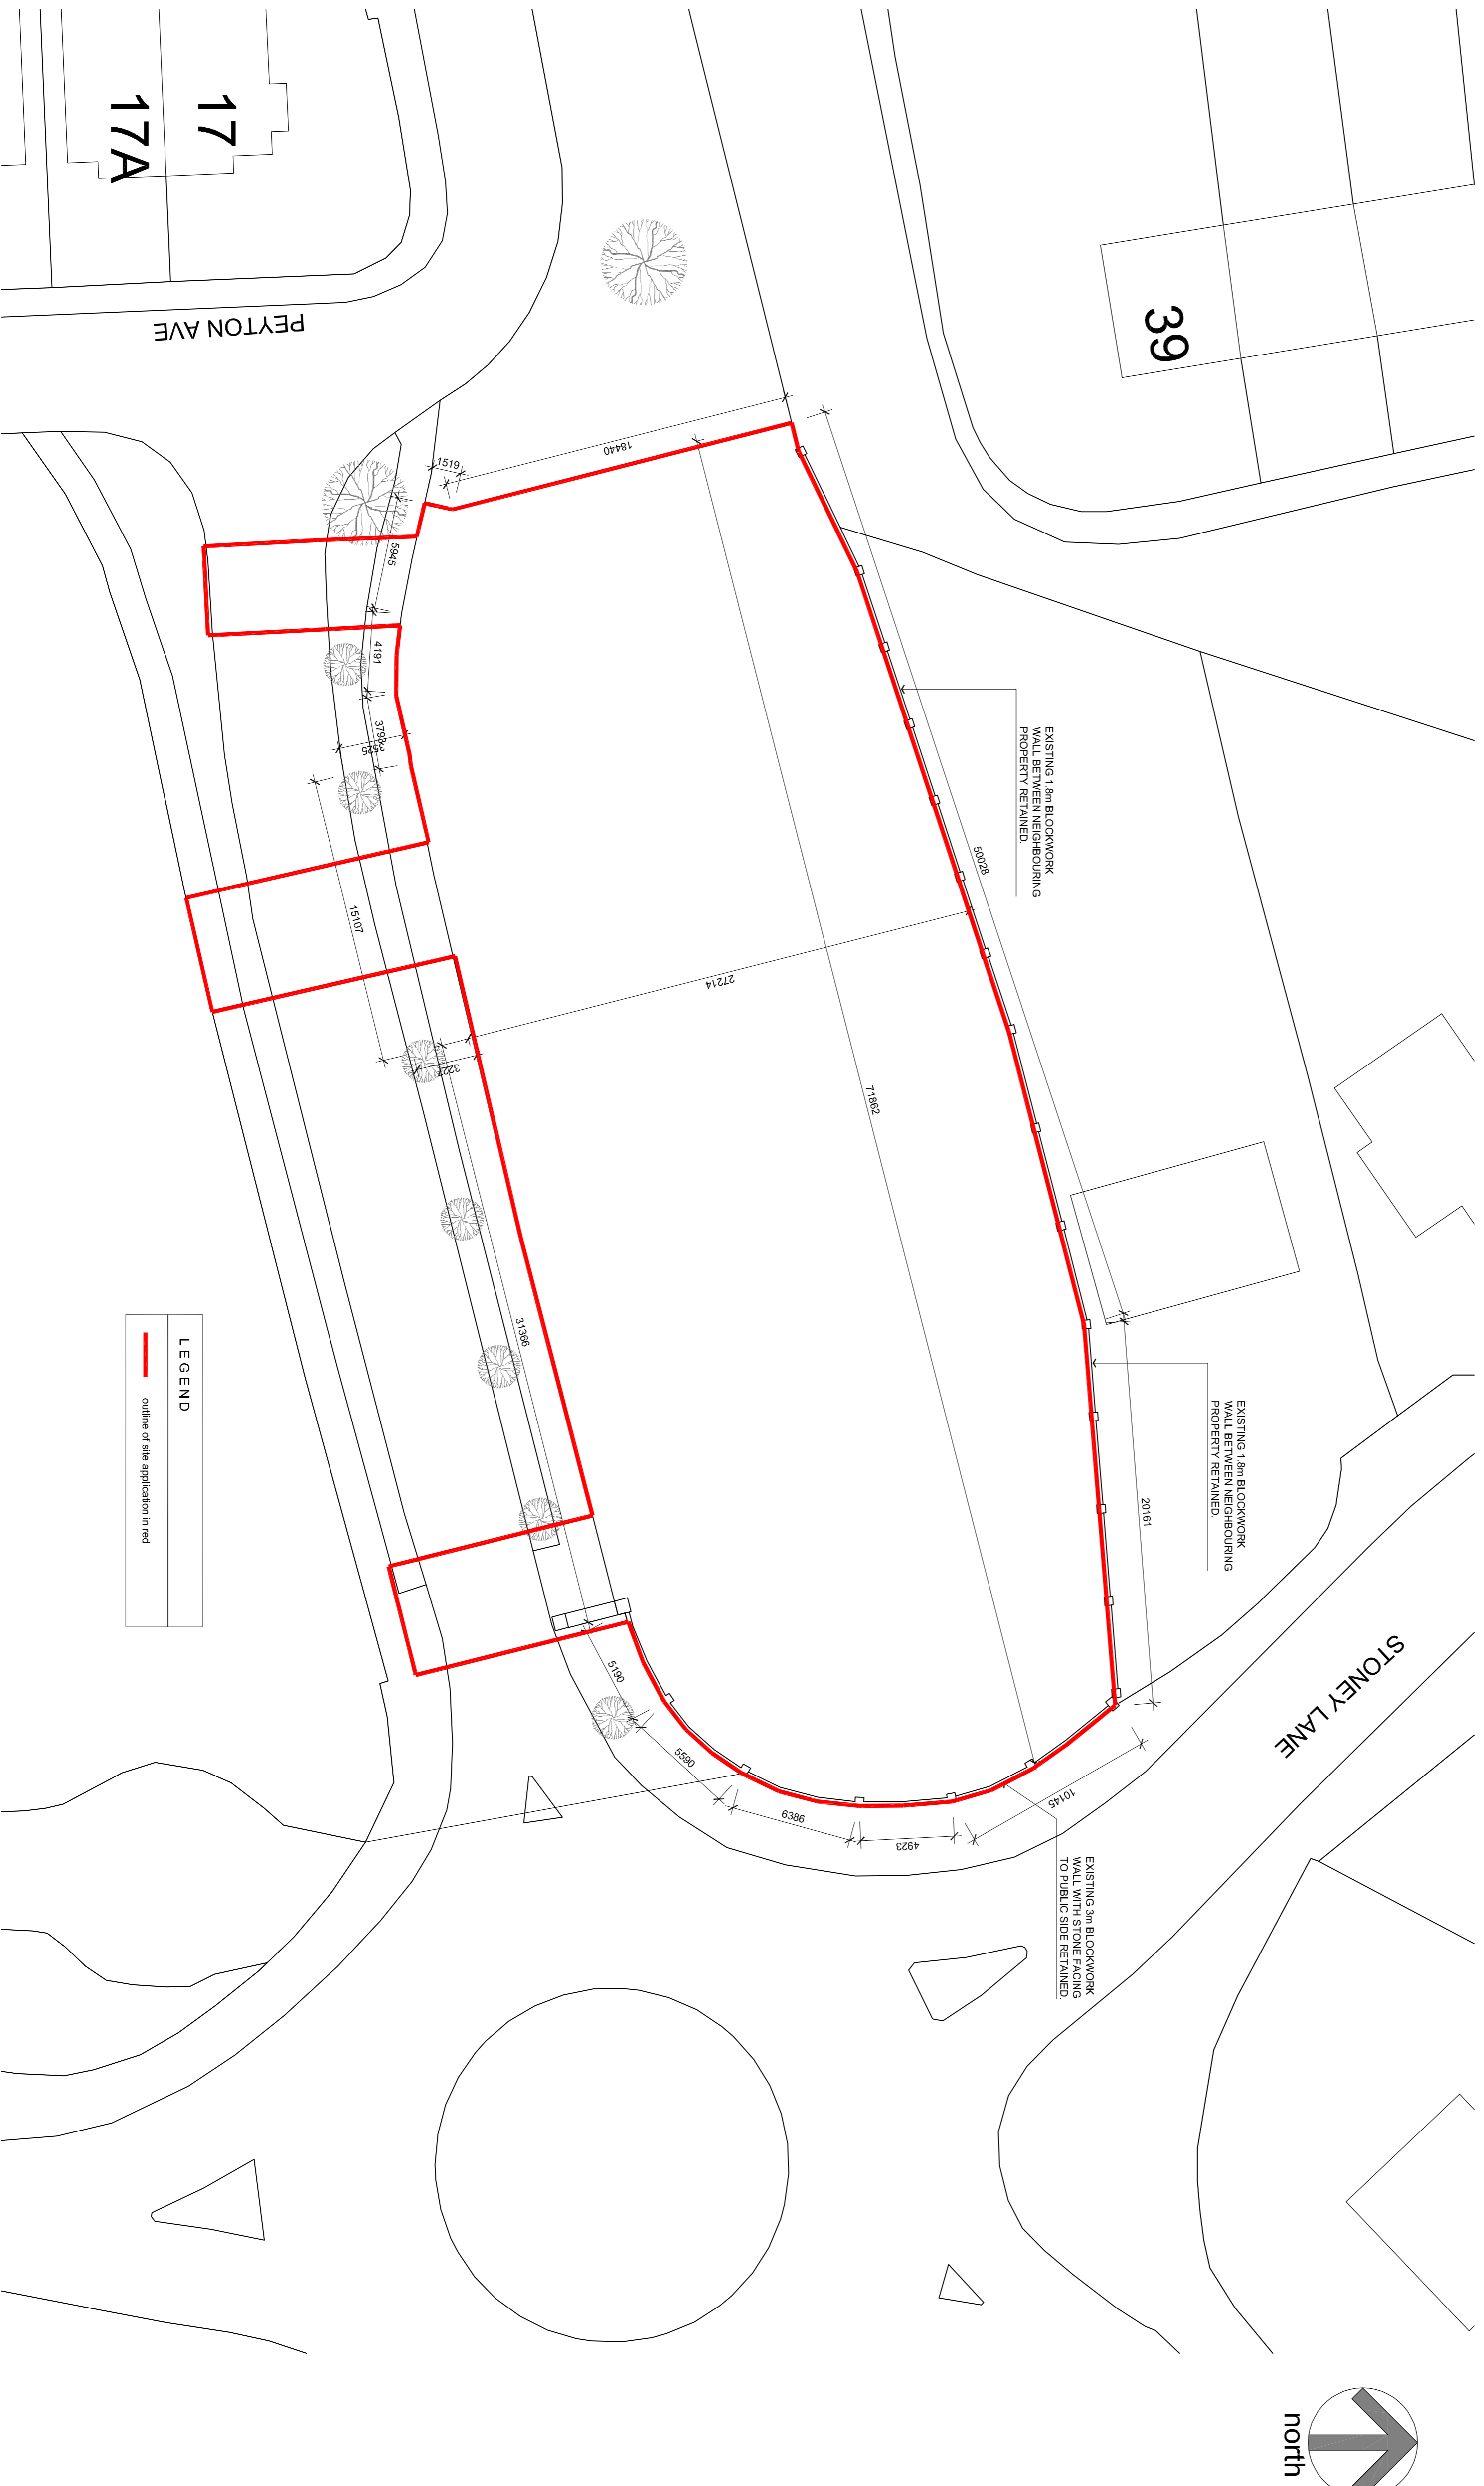 17
17A
PEYTON AVE
39
18440
1519
5945
4191
3793
3525
15107
27214
3227
50028
71862
EXISTING 1.8m BLOCKWORK
WALL BETWEEN NEIGHBOURING
PROPERTY RETAINED.
31366
20161
EXISTING 1.8m BLOCKWORK
WALL BETWEEN NEIGHBOURING
PROPERTY RETAINED.
LEGEND
outline of site application in red
STONEY LANE
5190
5590
6386
4923
10145
EXISTING 3m BLOCKWORK
WALL WITH STONE FACING
TO PUBLIC SIDE RETAINED.
north